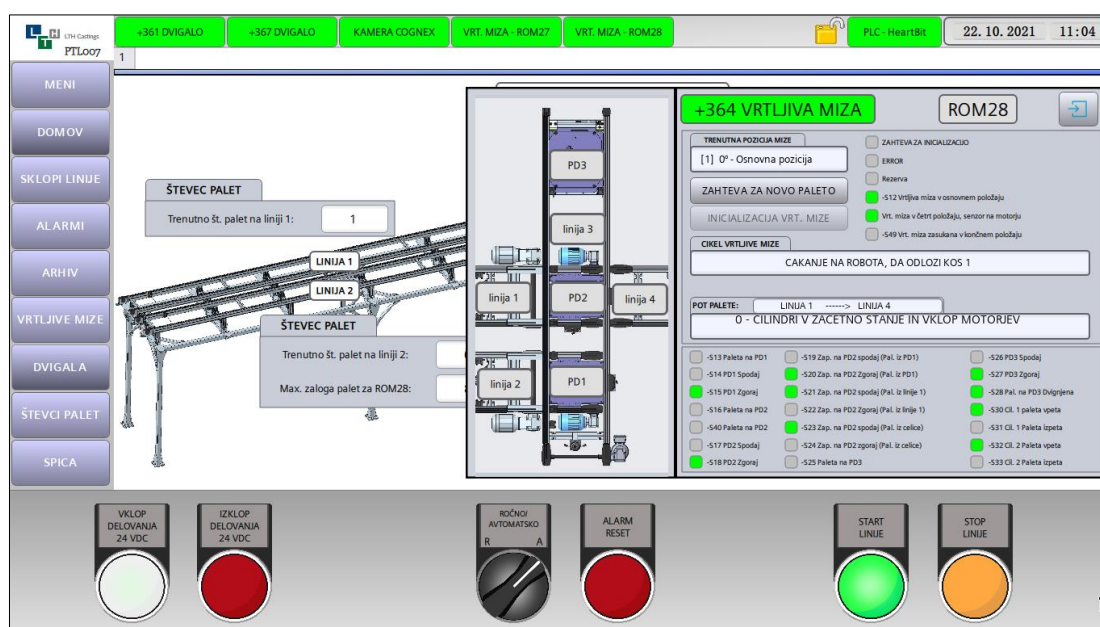 LTH Castings
PTL007
+361 DVIGALO
+367 DVIGALO
KAMERA COGNEX
VRT. MIZA - ROM27
VRT. MIZA - ROM28
PLC - HeartBit
22. 10. 2021
11:04
1
MENI
DOMOV
SKLOPI LINIJE
ALARMI
ARHIV
VRTLJIVE MIZE
DVIGALA
ŠTEVCI PALET
SPICA
ŠTEVEC PALET
Trenutno št. palet na liniji 1:
1
LINIJA 1
LINIJA 2
ŠTEVEC PALET
Trenutno št. palet na liniji 2:
Max. zaloga palet za ROM28:
PD3
linija 3
linija 1
PD2
linija 4
linija 2
PD1
+364 VRTLJIVA MIZA
ROM28
TRENUTNA POZICIJA MIZE
[1] 0° - Osnovna pozicija
ZAHTEVA ZA NOVO PALETO
INICIALIZACIJA VRT. MIZE
ZAHTEVA ZA INICIALIZACIJO
ERROR
Rezerva
-S12 Vrtljiva miza v osnovnem položaju
Vrt. miza v četrt položaju, senzor na motorju
-S49 Vrt. miza zasukana v končnem položaju
CIKEL VRTLJIVE MIZE
CAKANJE NA ROBOTA, DA ODLOZI KOS 1
POT PALETE:
LINIJA 1 ------> LINIJA 4
0 - CILINDRI V ZACETNO STANJE IN VKLOP MOTORJEV
-S13 Paleta na PD1
-S14 PD1 Spodaj
-S15 PD1 Zgoraj
-S16 Paleta na PD2
-S40 Paleta na PD2
-S17 PD2 Spodaj
-S18 PD2 Zgoraj
-S19 Zap. na PD2 spodaj (Pal. iz PD1)
-S20 Zap. na PD2 Zgoraj (Pal. iz PD1)
-S21 Zap. na PD2 spodaj (Pal. iz linije 1)
-S22 Zap. na PD2 Zgoraj (Pal. iz linije 1)
-S23 Zap. na PD2 spodaj (Pal. iz celice)
-S24 Zap. na PD2 zgoraj (Pal. iz celice)
-S25 Paleta na PD3
-S26 PD3 Spodaj
-S27 PD3 Zgoraj
-S28 Pal. na PD3 Dvignjena
-S30 Cil. 1 paleta vpeta
-S31 Cil. 1 Paleta izpeta
-S32 Cil. 2 Paleta vpeta
-S33 Cil. 2 Paleta izpeta
VKLOP
DELOVANJA
24 VDC
IZKLOP
DELOVANJA
24 VDC
ROČNO/
AVTOMATSKO
R A
ALARM
RESET
START
LINIJE
STOP
LINIJE